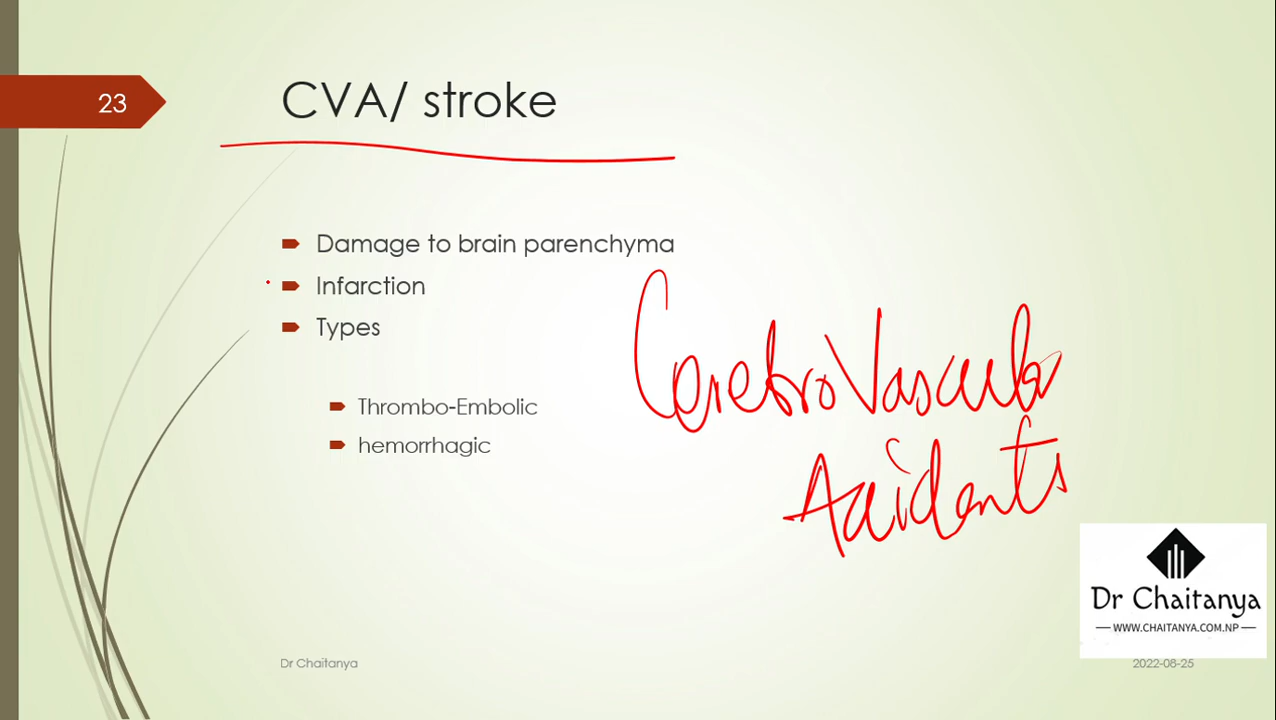 23
CVA/ stroke
Damage to brain parenchyma
Infarction
Types
Thrombo-Embolic
hemorrhagic
CerebroVascular
Accidents
Dr Chaitanya
WWW.CHAITANYA.COM.NP
Dr Chaitanya
2022-08-25